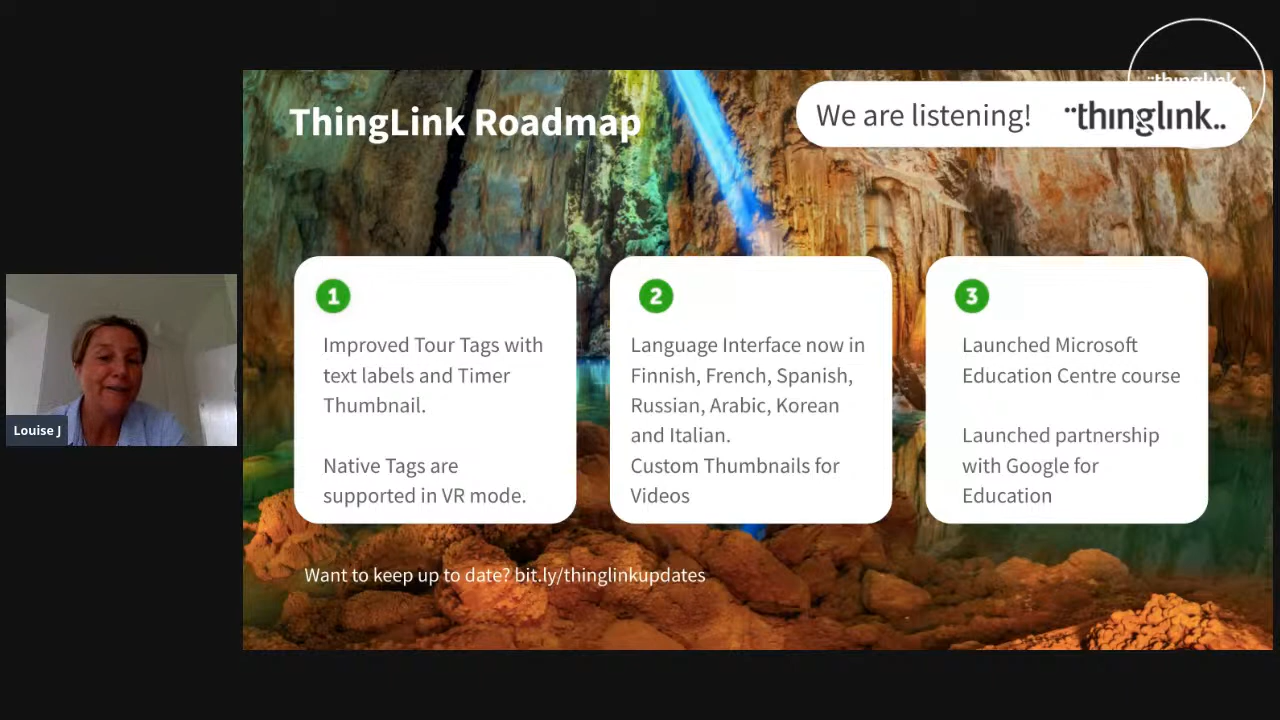 ¨thinglink..
ThingLink Roadmap
We are listening!
¨thinglink..
1
Improved Tour Tags with
text labels and Timer
Thumbnail.
Native Tags are
supported in VR mode.
2
Language Interface now in
Finnish, French, Spanish,
Russian, Arabic, Korean
and Italian.
Custom Thumbnails for
Videos
3
Launched Microsoft
Education Centre course
Launched partnership
with Google for
Education
Louise J
Want to keep up to date? bit.ly/thinglinkupdates